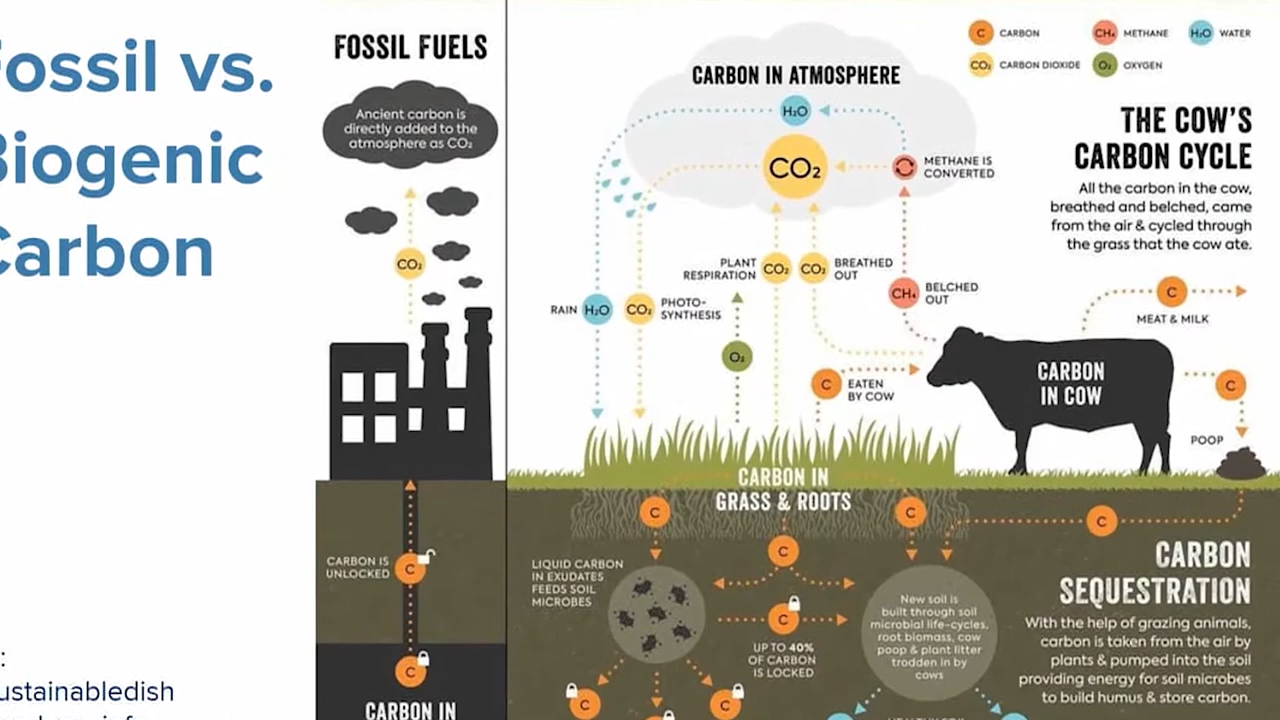 ossil vs.
iogenic
arbon
:
ustainabledish
FOSSIL FUELS
Ancient carbon is
directly added to the
atmosphere as CO₂
CO₂
CARBON IS
UNLOCKED
C
C
CARBON IN
CARBON IN ATMOSPHERE
H₂O
CO₂
METHANE IS
CONVERTED
PLANT
RESPIRATION
CO₂
CO₂
BREATHED
OUT
CH₄
BELCHED
OUT
RAIN
H₂O
CO₂
PHOTO-
SYNTHESIS
O₂
C
EATEN
BY COW
C
CARBON
CH₄
METHANE
H₂O
WATER
CO₂
CARBON DIOXIDE
O₂
OXYGEN
THE COW'S
CARBON CYCLE
All the carbon in the cow,
breathed and belched, came
from the air & cycled through
the grass that the cow ate.
C
MEAT & MILK
CARBON
IN COW
C
POOP
CARBON IN
GRASS & ROOTS
C
C
C
C
LIQUID CARBON
IN EXUDATES
FEEDS SOIL
MICROBES
C
UP TO 40%
OF CARBON
IS LOCKED
New soil is
built through soil
microbial life-cycles,
root biomass, cow
poop & plant litter
trodden in by
cows
CARBON
SEQUESTRATION
With the help of grazing animals,
carbon is taken from the air by
plants & pumped into the soil
providing energy for soil microbes
to build humus & store carbon.
C
C